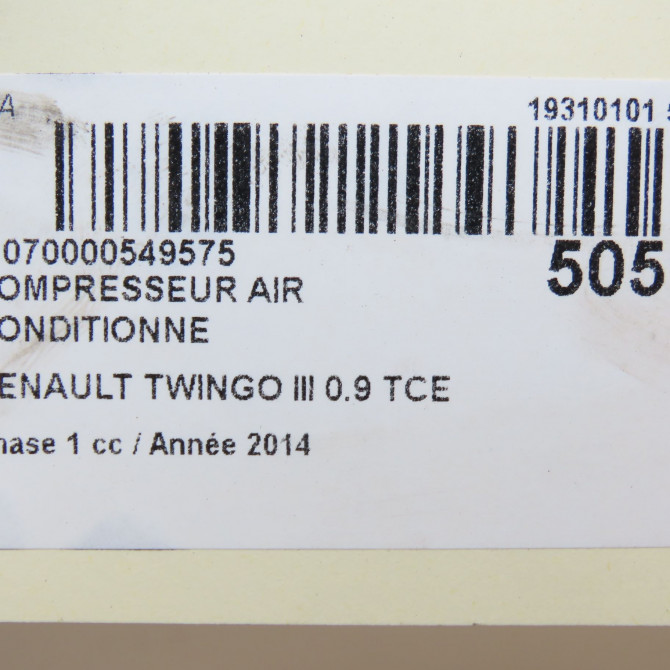 A 19310101 5
070000549575 505
OMPRESSEUR AIR
ONDITIONNE
ENAULT TWINGO III 0.9 TCE
hase 1 cc / Année 2014